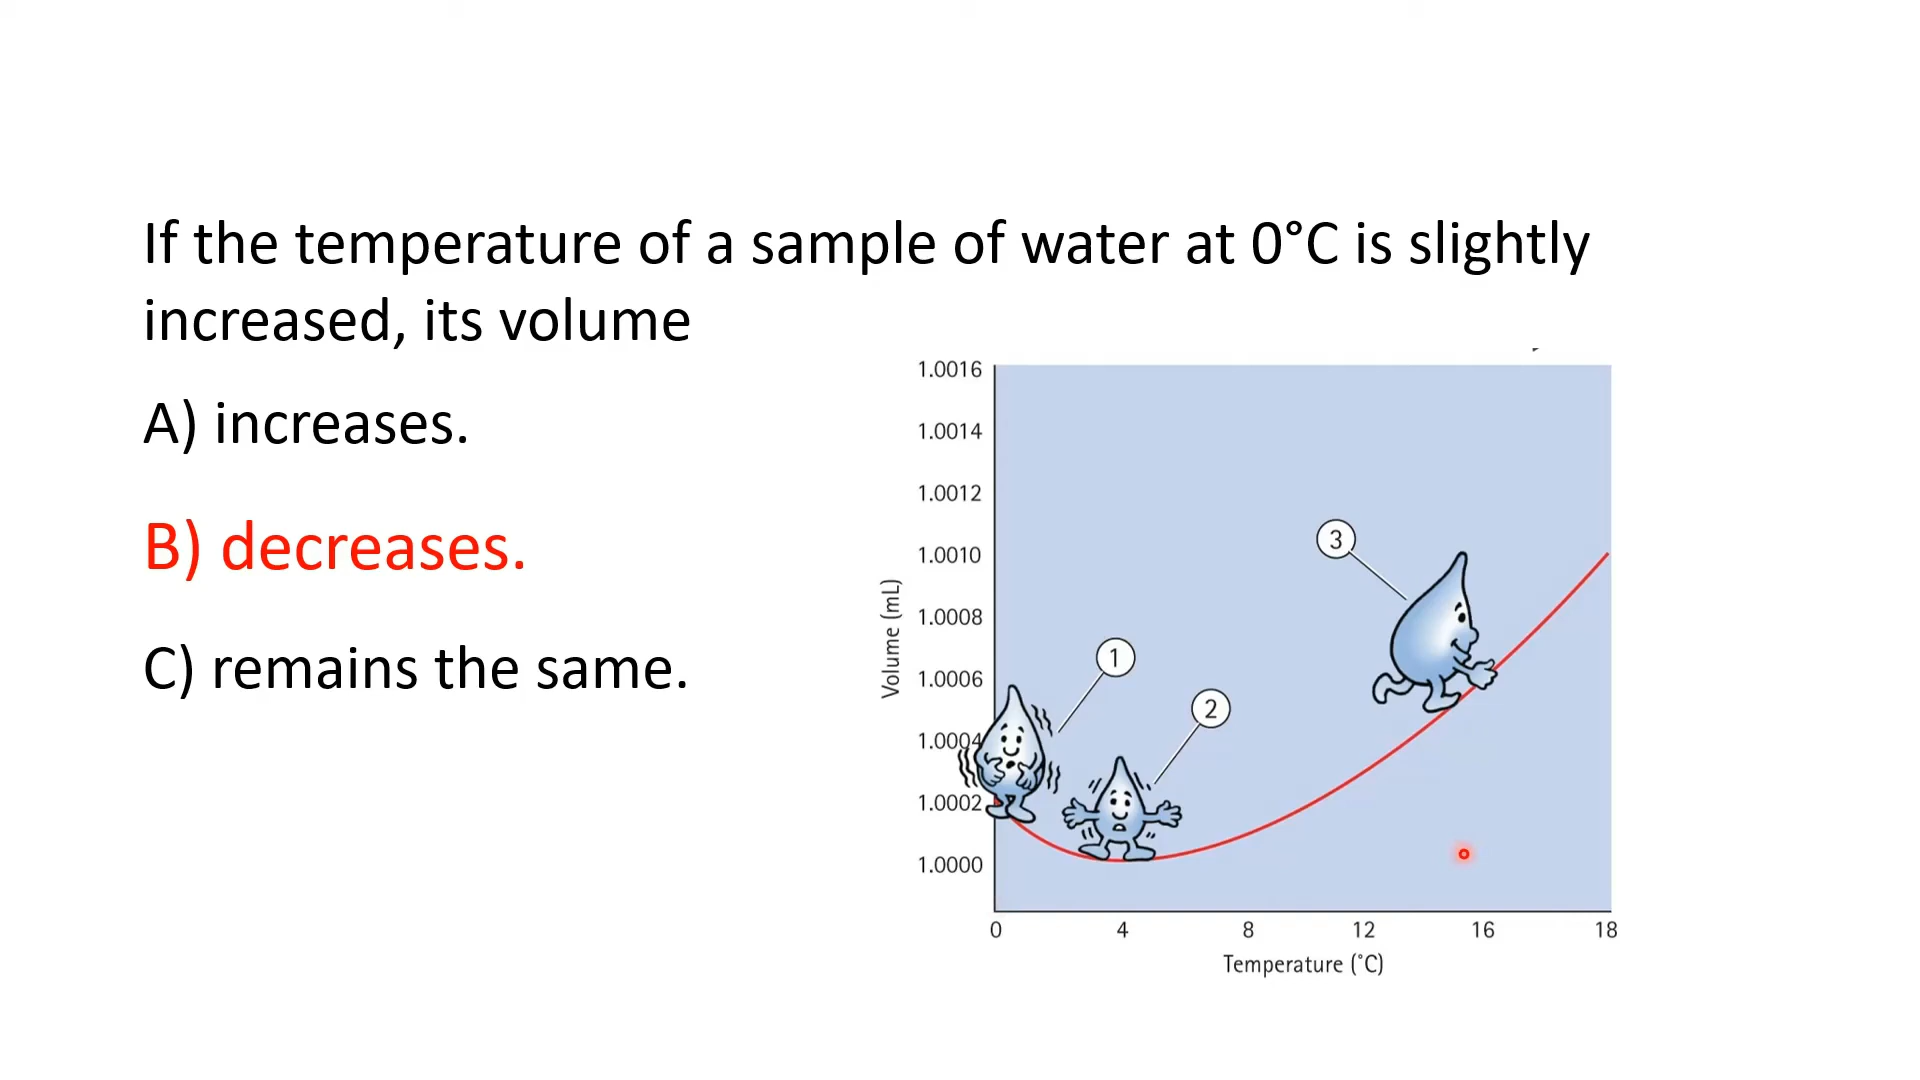 If the temperature of a sample of water at 0°C is slightly
increased, its volume
A) increases.
B) decreases.
C) remains the same.
1.0016
1.0014
1.0012
1.0010
1.0008
1.0006
1.0004
1.0002
1.0000
Volume (mL)
1
2
3
0 4 8 12 16 18
Temperature (°C)